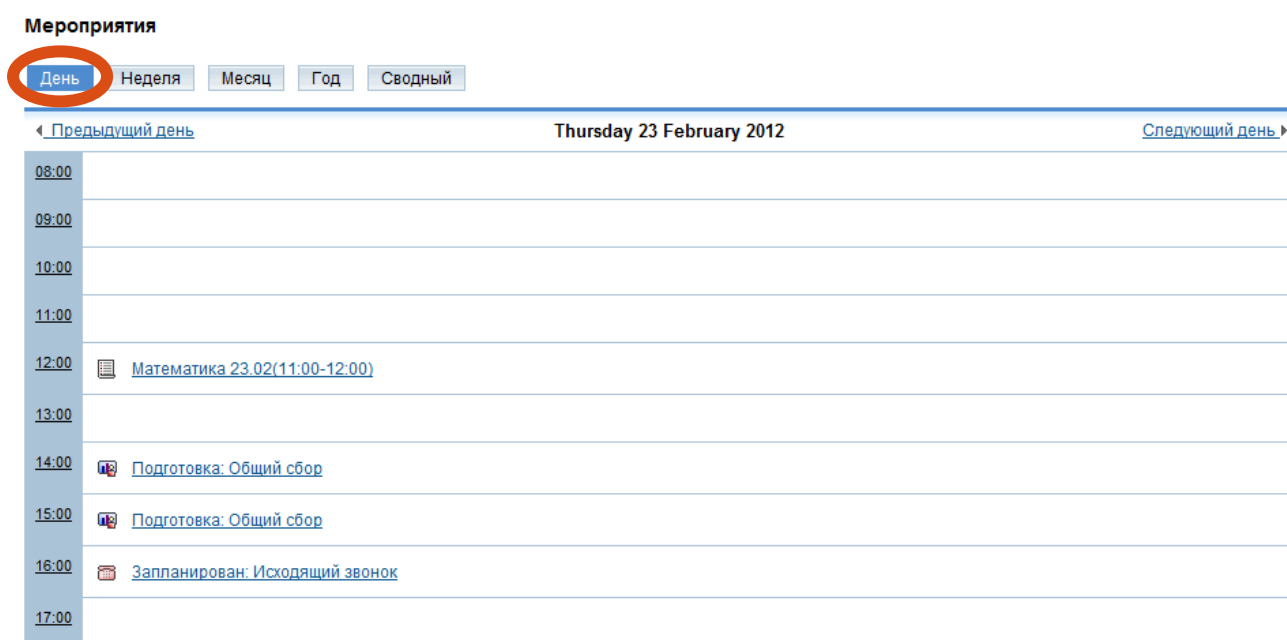 Мероприятия
День Неделя Месяц Год Сводный
Предыдущий день Thursday 23 February 2012 Следующий день
08:00
09:00
10:00
11:00
12:00 Математика 23.02(11:00-12:00)
13:00
14:00 Подготовка: Общий сбор
15:00 Подготовка: Общий сбор
16:00 Запланирован: Исходящий звонок
17:00